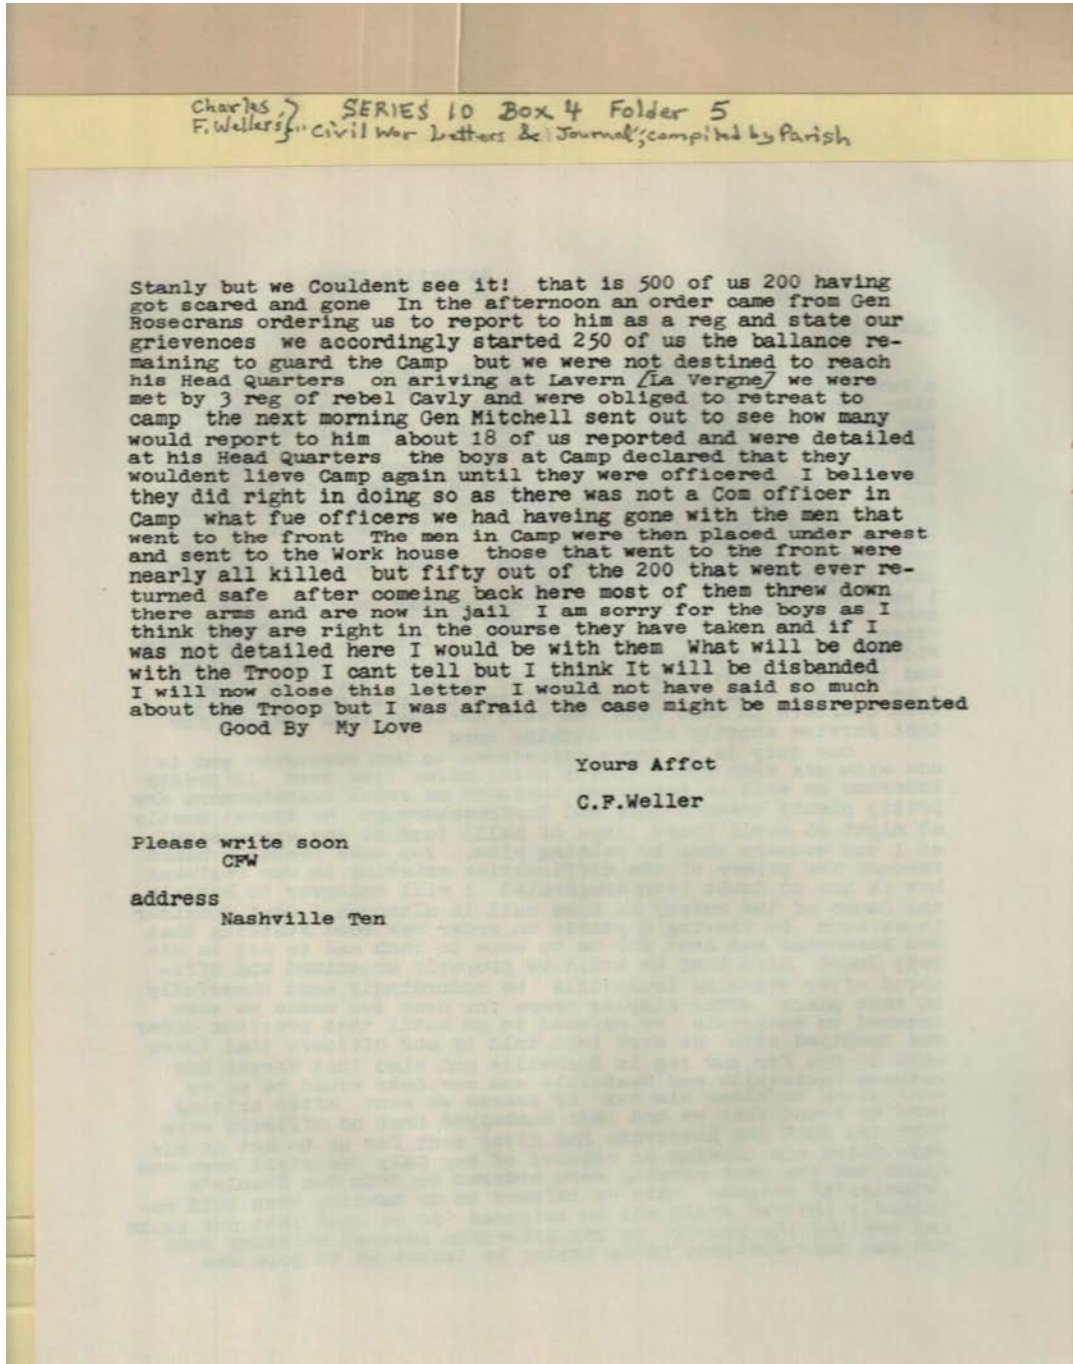 Charles } SERIES 10 Box 4 Folder 5
F. Wellers } "Civil War Letters & Journal"; compiled by Parish
Stanly but we Couldent see it! that is 500 of us 200 having
got scared and gone In the afternoon an order came from Gen
Rosecrans ordering us to report to him as a reg and state our
grievences we accordingly started 250 of us the ballance re-
maining to guard the Camp but we were not destined to reach
his Head Quarters on ariving at Lavern [La Vergne] we were
met by 3 reg of rebel Cavly and were obliged to retreat to
camp the next morning Gen Mitchell sent out to see how many
would report to him about 18 of us reported and were detailed
at his Head Quarters the boys at Camp declared that they
wouldent lieve Camp again until they were officered I believe
they did right in doing so as there was not a Com officer in
Camp what fue officers we had haveing gone with the men that
went to the front The men in Camp were then placed under arest
and sent to the Work house those that went to the front were
nearly all killed but fifty out of the 200 that went ever re-
turned safe after comeing back here most of them threw down
there arms and are now in jail I am sorry for the boys as I
think they are right in the course they have taken and if I
was not detailed here I would be with them What will be done
with the Troop I cant tell but I think It will be disbanded
I will now close this letter I would not have said so much
about the Troop but I was afraid the case might be missrepresented
Good By My Love
Yours Affct
C.F.Weller
Please write soon
CFW
address
Nashville Ten